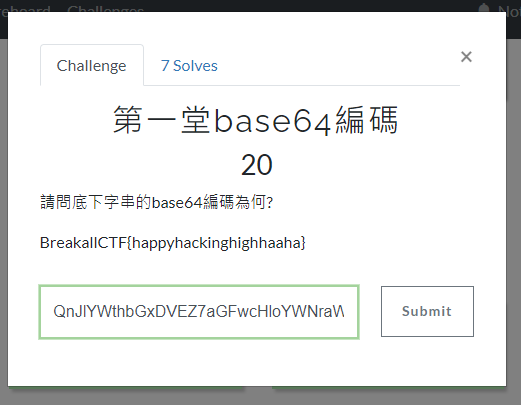 Challenges
Challenge
7 Solves
×
第一堂base64編碼
20
請問底下字串的base64編碼為何?
BreakallCTF{happyhackinghighhaaha}
QnJlYWthbGxDVEZ7aGFwcHloYWNraW
Submit